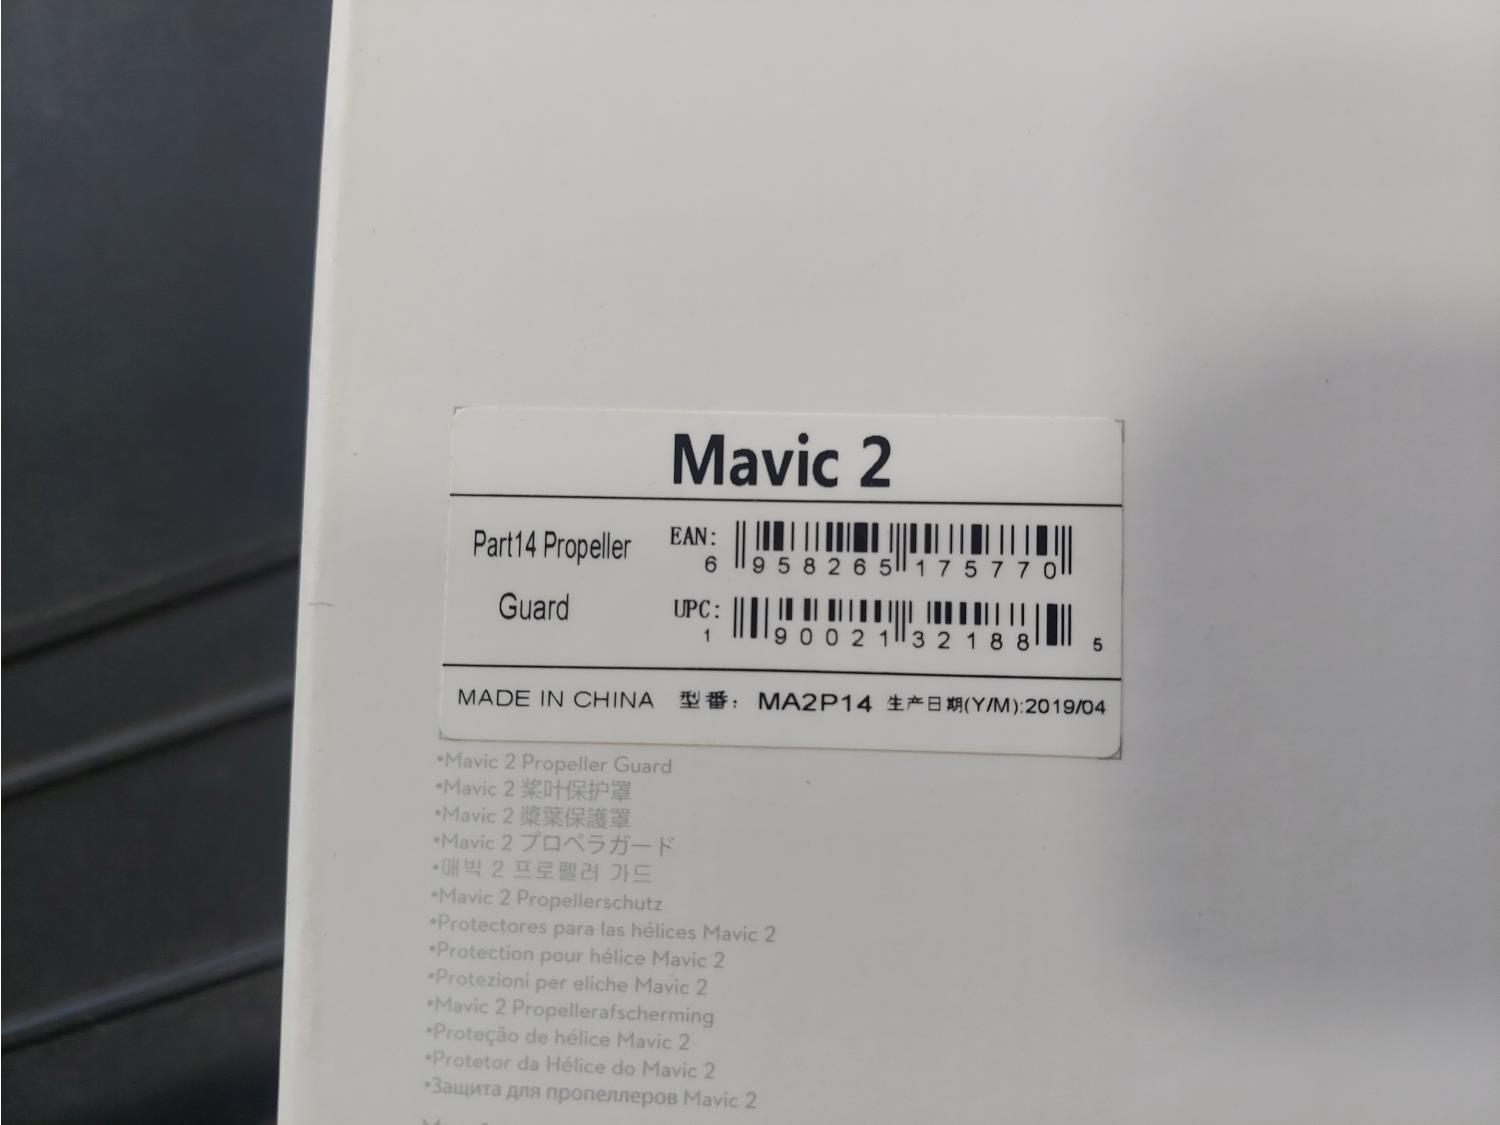 Mavic 2
Part14 Propeller
Guard
EAN:
6 958265 175770
UPC:
1 90021 32188 5
MADE IN CHINA 型番: MA2P14 生产日期(Y/M):2019/04
•Mavic 2 Propeller Guard
•Mavic 2 桨叶保护罩
•Mavic 2 槳葉保護罩
•Mavic 2 プロペラガード
•매빅 2 프로펠러 가드
•Mavic 2 Propellerschutz
•Protectores para las hélices Mavic 2
•Protection pour hélice Mavic 2
•Protezioni per eliche Mavic 2
•Mavic 2 Propellerafscherming
•Proteção de hélice Mavic 2
•Protetor da Hélice do Mavic 2
•Защита для пропеллеров Mavic 2